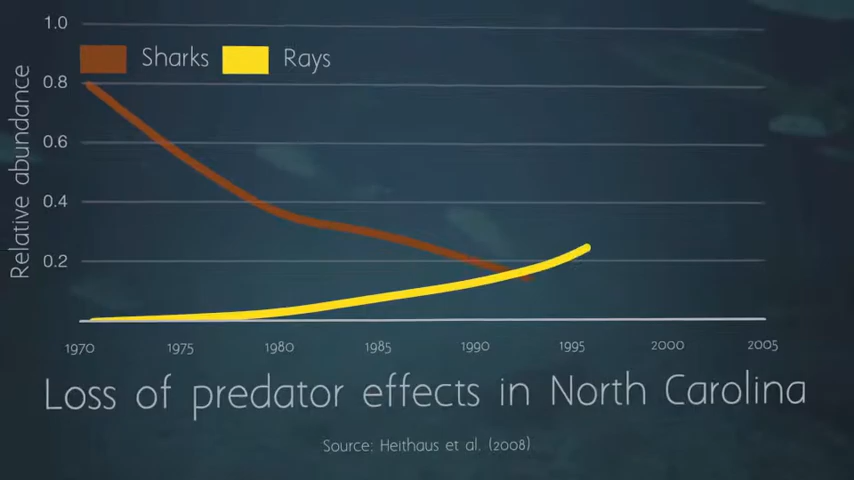 1.0
Sharks Rays
0.8
0.6
0.4
0.2
Relative abundance
1970 1975 1980 1985 1990 1995 2000 2005
Loss of predator effects in North Carolina
Source: Heithaus et al. (2008)